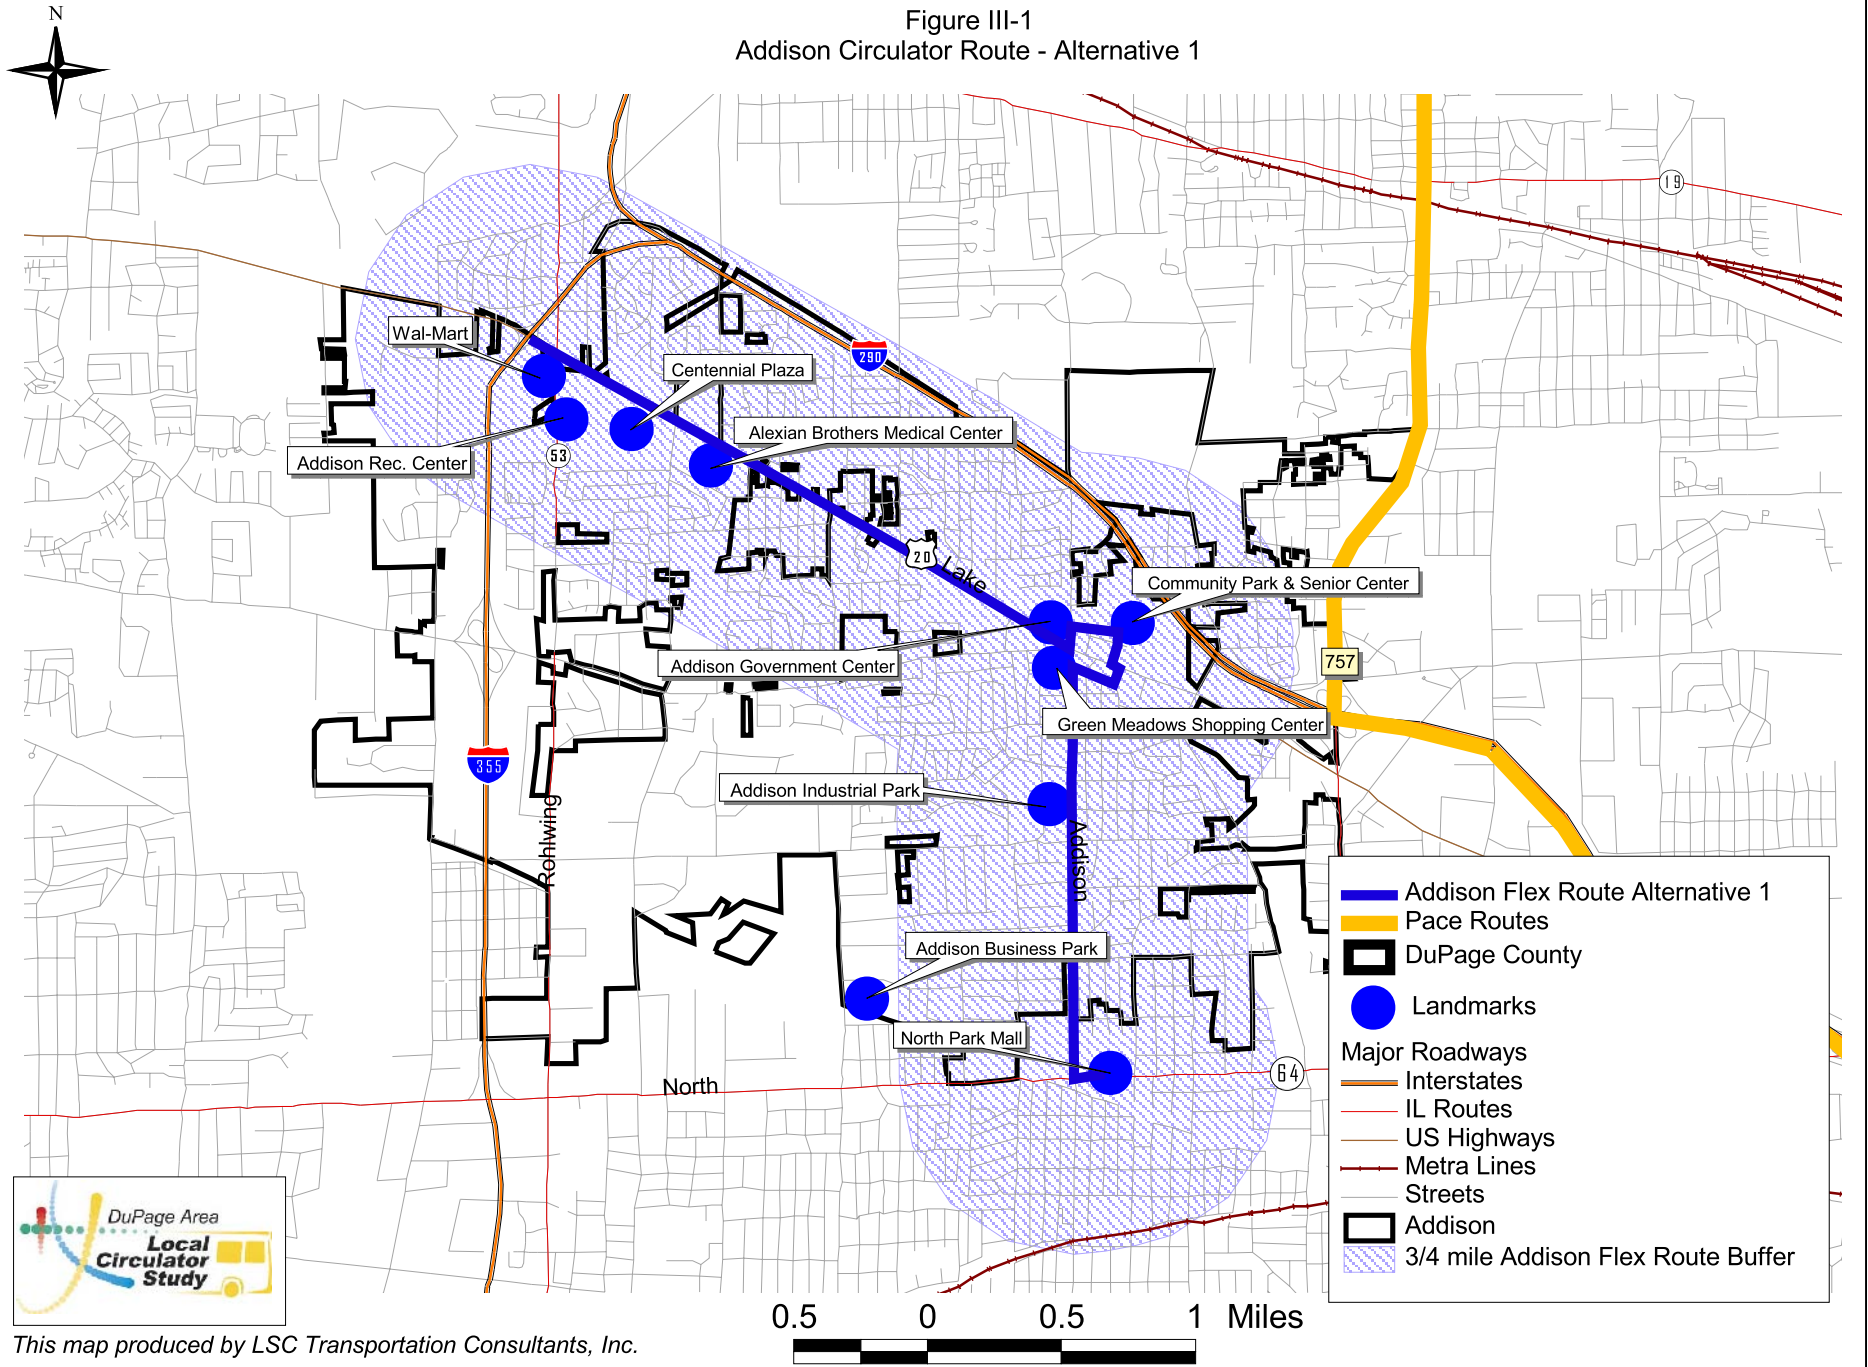 Figure III-1
Addison Circulator Route - Alternative 1
N
19
290
Wal-Mart
Centennial Plaza
Alexian Brothers Medical Center
Addison Rec. Center
53
20
Lake
Community Park & Senior Center
Addison Government Center
757
Green Meadows Shopping Center
355
Addison Industrial Park
Rohlwing
Addison
Addison Business Park
North Park Mall
64
North
Addison Flex Route Alternative 1
Pace Routes
DuPage County
Landmarks
Major Roadways
Interstates
IL Routes
US Highways
Metra Lines
Streets
Addison
3/4 mile Addison Flex Route Buffer
DuPage Area
Local
Circulator
Study
0.5 0 0.5 1 Miles
This map produced by LSC Transportation Consultants, Inc.